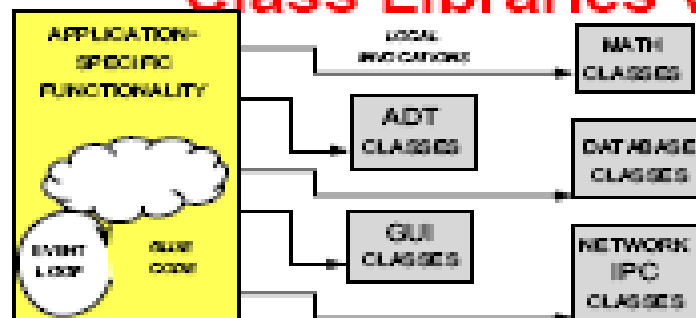 Class Libraries
APPLICATION-
SPECIFIC
FUNCTIONALITY
LOCAL
INVOCATIONS
MATH
CLASSES
ADT
CLASSES
DATABASE
CLASSES
GUI
CLASSES
EVENT
LOOP
GLUE
CODE
NETWORK
IPC
CLASSES